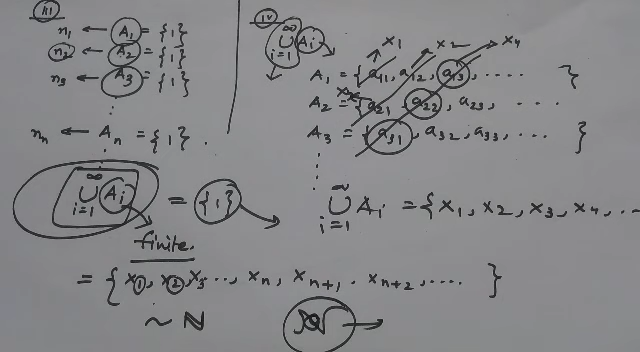 iii)
n₁ ← A₁ = {1}
n₂ ← A₂ = {1}
n₃ ← A₃ = {1}
⋮
nₙ ← Aₙ = {1}.
⋮
∞
∪ Aᵢ = {1}
i=1
finite.
iv)
∞
∪ Aᵢ
i=1
x₁ x₂ x₄
A₁ = {a₁₁, a₁₂, a₁₃, .... }
A₂ = {a₂₁, a₂₂, a₂₃, ...
A₃ = {a₃₁, a₃₂, a₃₃, ... }
⋮
∞
∪ Aᵢ = {x₁, x₂, x₃, x₄, ..
i=1
= {x₁, x₂, x₃ .., xₙ, xₙ₊₁, xₙ₊₂, .... }
~ ℕ